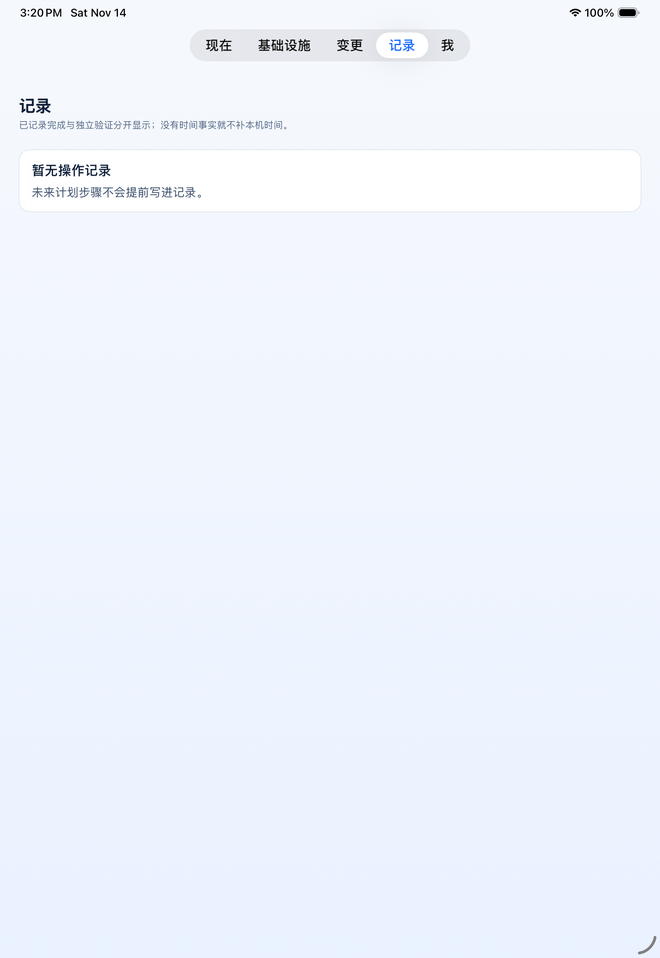 3:20 PM Sat Nov 14 100%
现在 基础设施 变更 记录 我
记录
已记录完成与独立验证分开显示；没有时间事实就不补本机时间。
暂无操作记录
未来计划步骤不会提前写进记录。